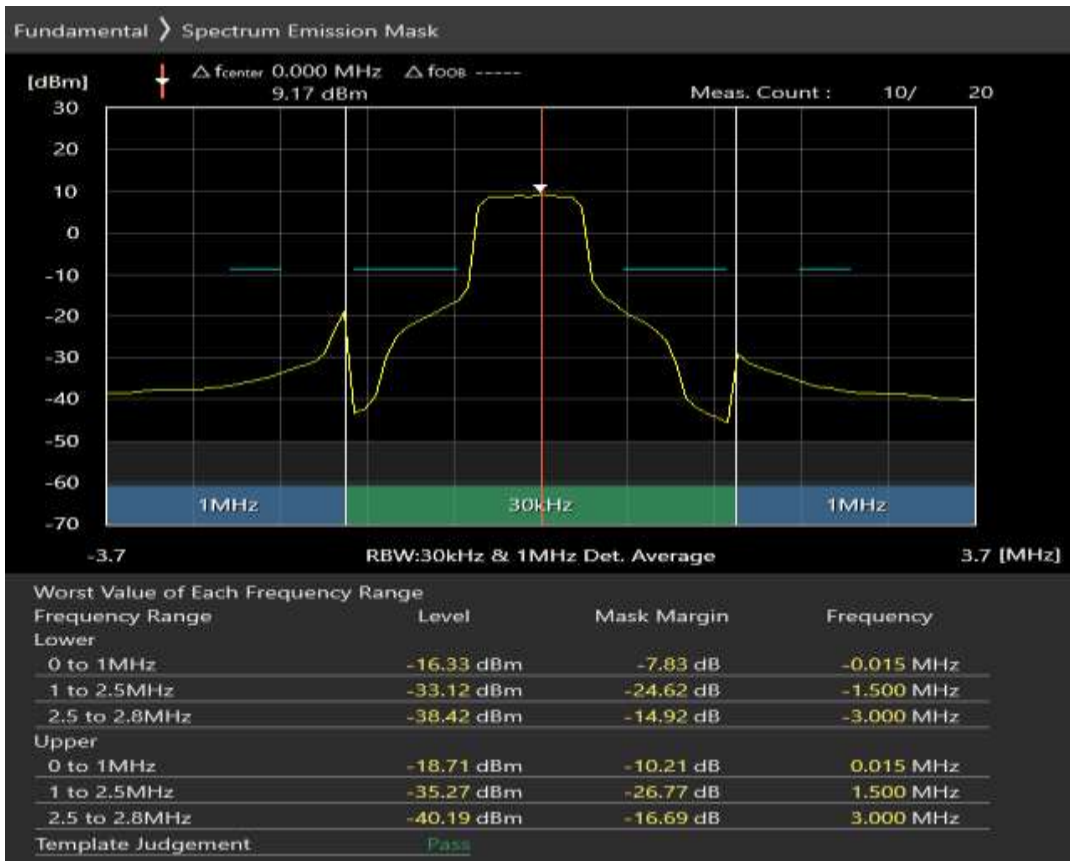 Fundamental ❯ Spectrum Emission Mask
[dBm] Δ fcenter 0.000 MHz Δ fOOB -----
9.17 dBm Meas. Count : 10/ 20
30
20
10
0
-10
-20
-30
-40
-50
-60
1MHz 30kHz 1MHz
-70
-3.7 RBW:30kHz & 1MHz Det. Average 3.7 [MHz]
Worst Value of Each Frequency Range
Frequency Range Level Mask Margin Frequency
Lower
0 to 1MHz -16.33 dBm -7.83 dB -0.015 MHz
1 to 2.5MHz -33.12 dBm -24.62 dB -1.500 MHz
2.5 to 2.8MHz -38.42 dBm -14.92 dB -3.000 MHz
Upper
0 to 1MHz -18.71 dBm -10.21 dB 0.015 MHz
1 to 2.5MHz -35.27 dBm -26.77 dB 1.500 MHz
2.5 to 2.8MHz -40.19 dBm -16.69 dB 3.000 MHz
Template Judgement Pass